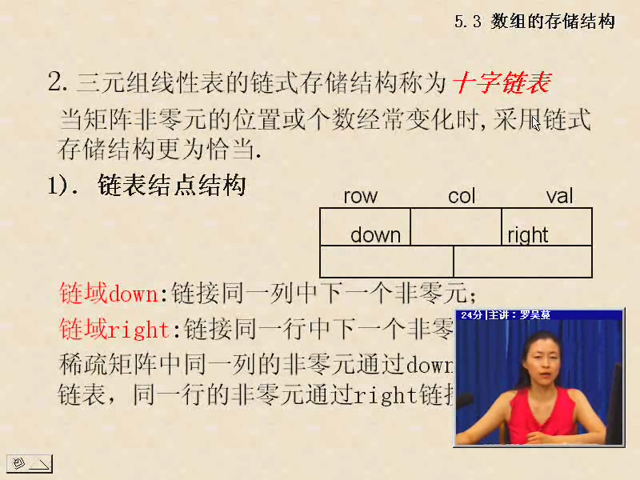 5.3 数组的存储结构
2. 三元组线性表的链式存储结构称为十字链表
当矩阵非零元的位置或个数经常变化时,采用链式
存储结构更为恰当.
1). 链表结点结构
row col val
down right
链域down:链接同一列中下一个非零元;
链域right:链接同一行中下一个非零
24分|主讲:罗吴蔓
稀疏矩阵中同一列的非零元通过down
链表，同一行的非零元通过right链接